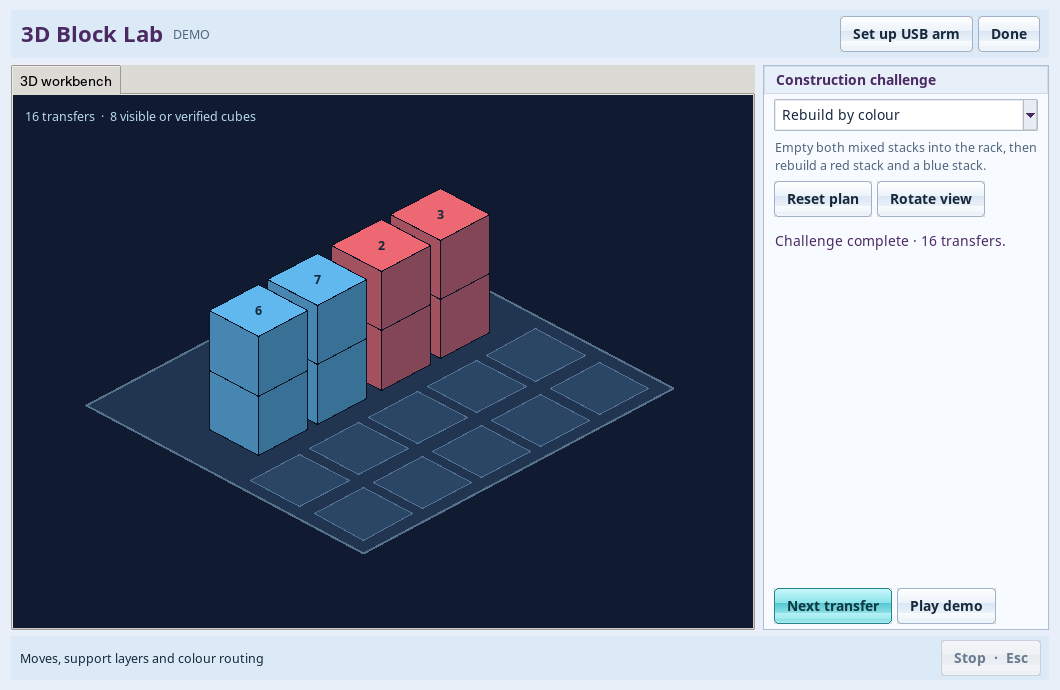 3D Block Lab DEMO
Set up USB arm
Done
3D workbench
16 transfers · 8 visible or verified cubes
3
2
7
6
Construction challenge
Rebuild by colour
Empty both mixed stacks into the rack, then
rebuild a red stack and a blue stack.
Reset plan
Rotate view
Challenge complete · 16 transfers.
Next transfer
Play demo
Moves, support layers and colour routing
Stop · Esc